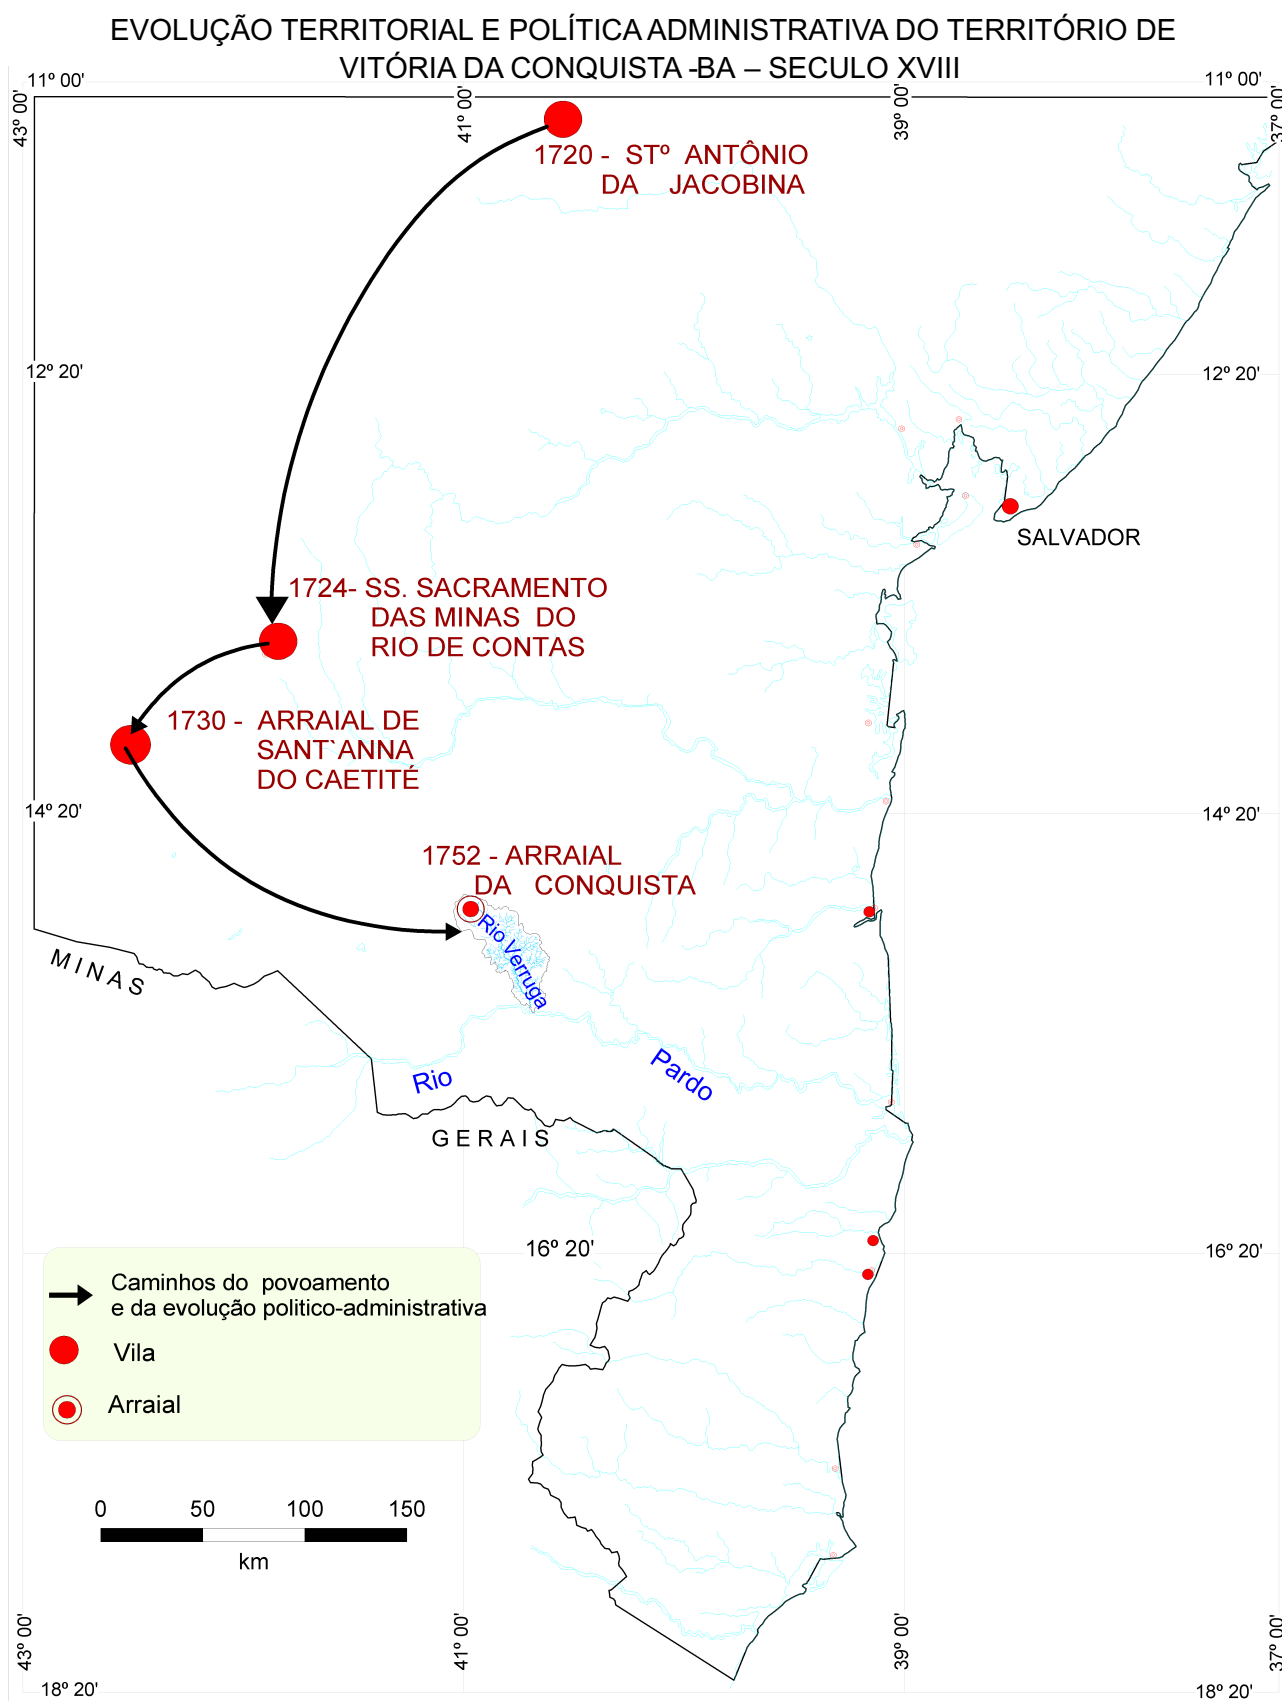 EVOLUÇÃO TERRITORIAL E POLÍTICA ADMINISTRATIVA DO TERRITÓRIO DE
VITÓRIA DA CONQUISTA -BA – SECULO XVIII
11º 00'
11º 00'
43º 00'
41º 00'
39º 00'
37º 00'
1720 - STº ANTÔNIO
DA JACOBINA
12º 20'
12º 20'
SALVADOR
1724- SS. SACRAMENTO
DAS MINAS DO
RIO DE CONTAS
1730 - ARRAIAL DE
SANT`ANNA
DO CAETITÉ
14º 20'
14º 20'
1752 - ARRAIAL
DA CONQUISTA
Rio Verruga
MINAS
Rio
Pardo
GERAIS
16º 20'
16º 20'
Caminhos do povoamento
e da evolução politico-administrativa
Vila
Arraial
0 50 100 150
km
43º 00'
41º 00'
39º 00'
37º 00'
18º 20'
18º 20'